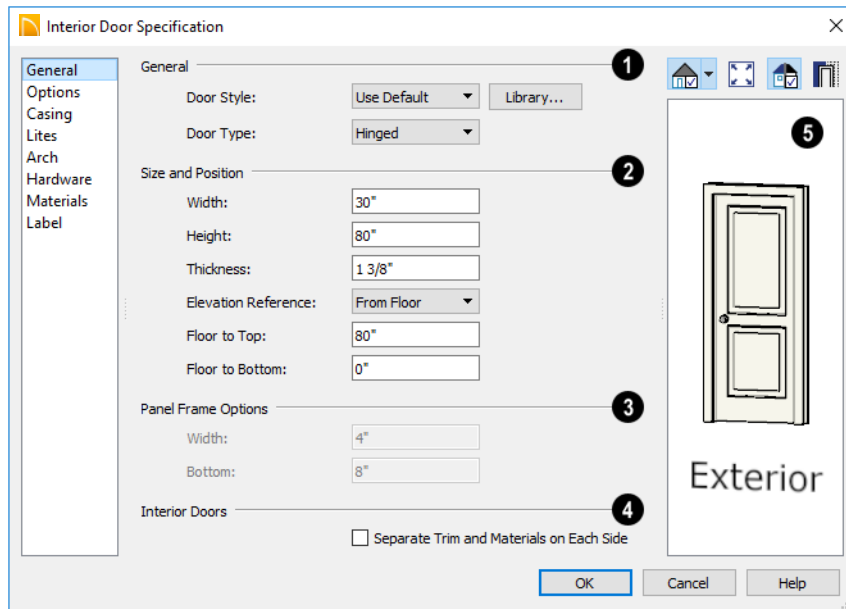 Interior Door Specification
General
Options
Casing
Lites
Arch
Hardware
Materials
Label
General 1
Door Style: Use Default Library...
Door Type: Hinged
Size and Position 2
Width: 30"
Height: 80"
Thickness: 1 3/8"
Elevation Reference: From Floor
Floor to Top: 80"
Floor to Bottom: 0"
Panel Frame Options 3
Width: 4"
Bottom: 8"
Interior Doors 4
Separate Trim and Materials on Each Side
5
Exterior
OK Cancel Help